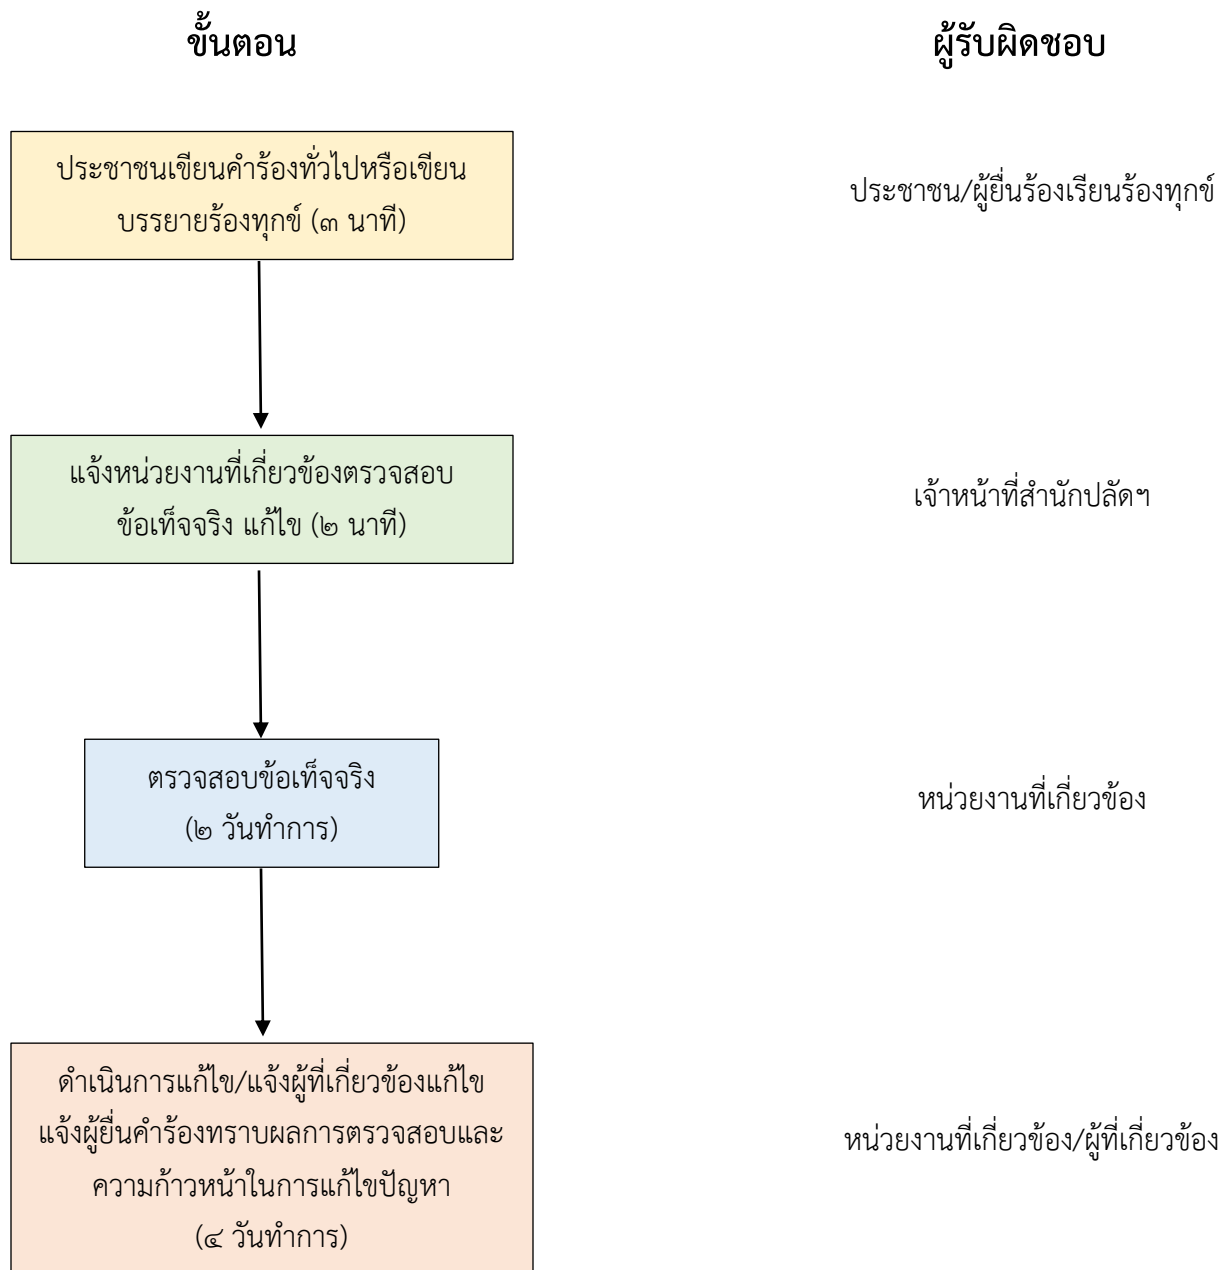 ขั้นตอน
ผู้รับผิดชอบ
ประชาชนเขียนคำร้องทั่วไปหรือเขียน
บรรยายร้องทุกข์ (๓ นาที)
ประชาชน/ผู้ยื่นร้องเรียนร้องทุกข์
แจ้งหน่วยงานที่เกี่ยวข้องตรวจสอบ
ข้อเท็จจริง แก้ไข (๒ นาที)
เจ้าหน้าที่สำนักปลัดฯ
ตรวจสอบข้อเท็จจริง
(๒ วันทำการ)
หน่วยงานที่เกี่ยวข้อง
ดำเนินการแก้ไข/แจ้งผู้ที่เกี่ยวข้องแก้ไข
แจ้งผู้ยื่นคำร้องทราบผลการตรวจสอบและ
ความก้าวหน้าในการแก้ไขปัญหา
(๔ วันทำการ)
หน่วยงานที่เกี่ยวข้อง/ผู้ที่เกี่ยวข้อง